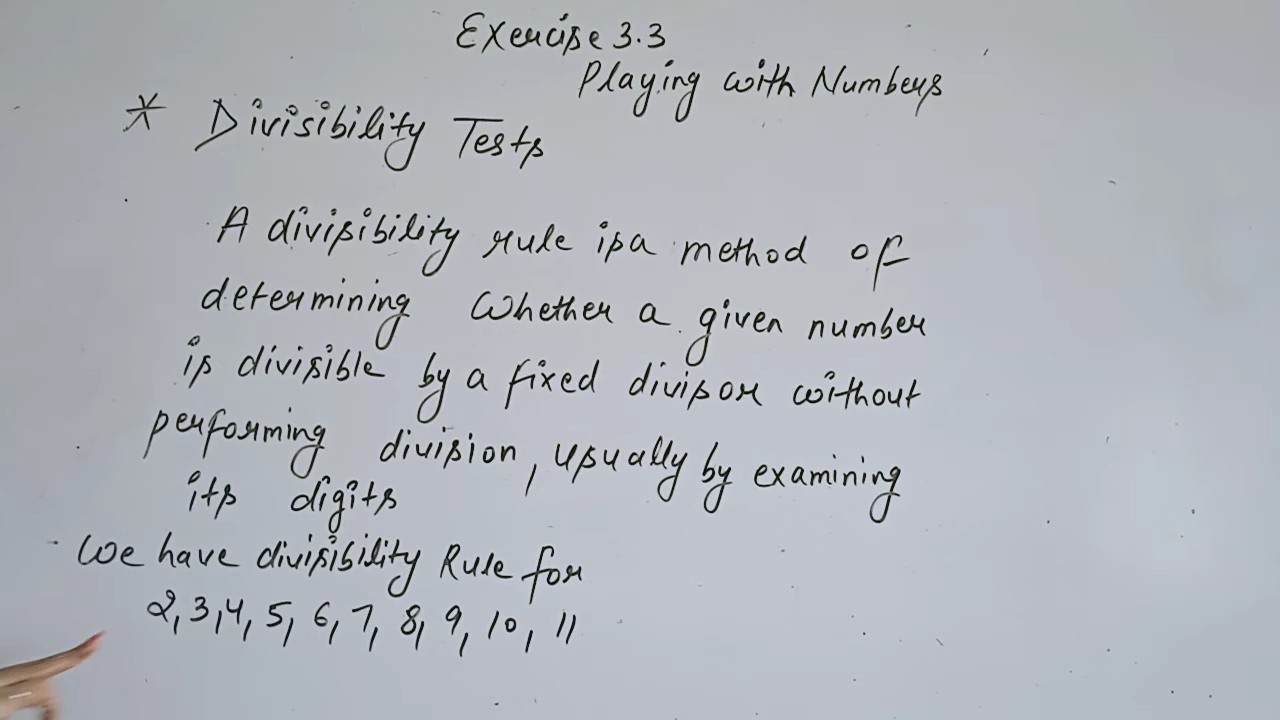 Exercise 3.3
Playing with Numbers
* Divisibility Tests
A divisibility rule is a method of
determining whether a given number
is divisible by a fixed divisor without
performing division, usually by examining
its digits
We have divisibility Rule for
2, 3, 4, 5, 6, 7, 8, 9, 10, 11